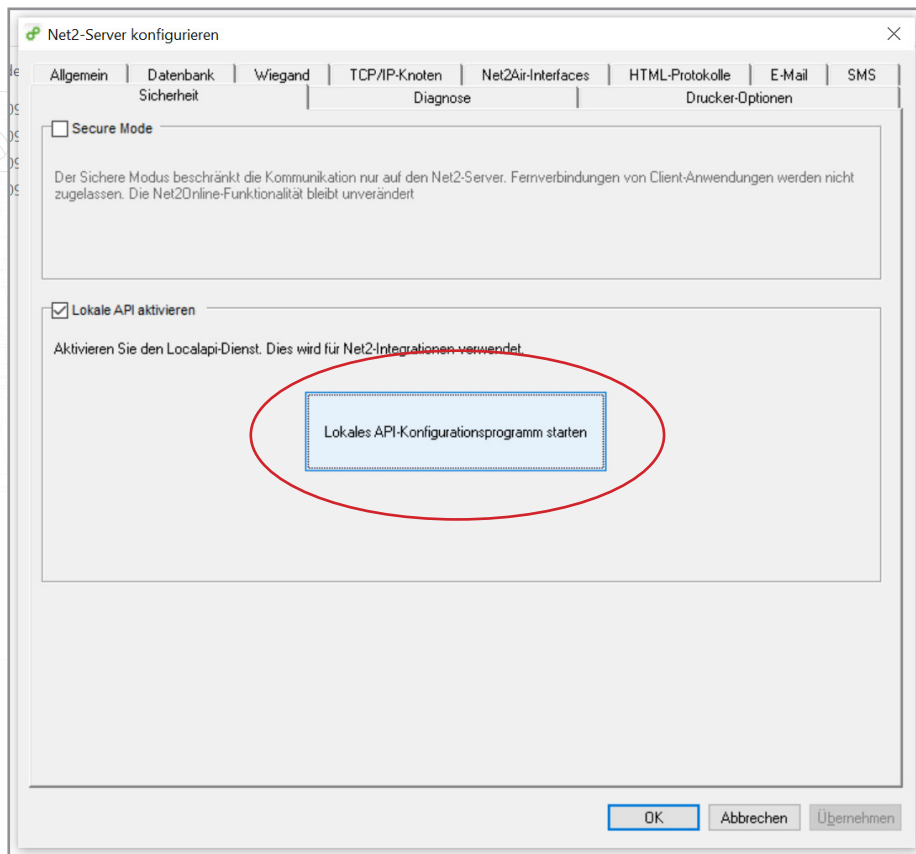 Net2-Server konfigurieren
Allgemein Datenbank Wiegand TCP/IP-Knoten Net2Air-Interfaces HTML-Protokolle E-Mail SMS
Sicherheit Diagnose Drucker-Optionen
Secure Mode
Der Sichere Modus beschränkt die Kommunikation nur auf den Net2-Server. Fernverbindungen von Client-Anwendungen werden nicht
zugelassen. Die Net2Online-Funktionalität bleibt unverändert
Lokale API aktivieren
Aktivieren Sie den Localapi-Dienst. Dies wird für Net2-Integrationen verwendet.
Lokales API-Konfigurationsprogramm starten
OK Abbrechen Übernehmen